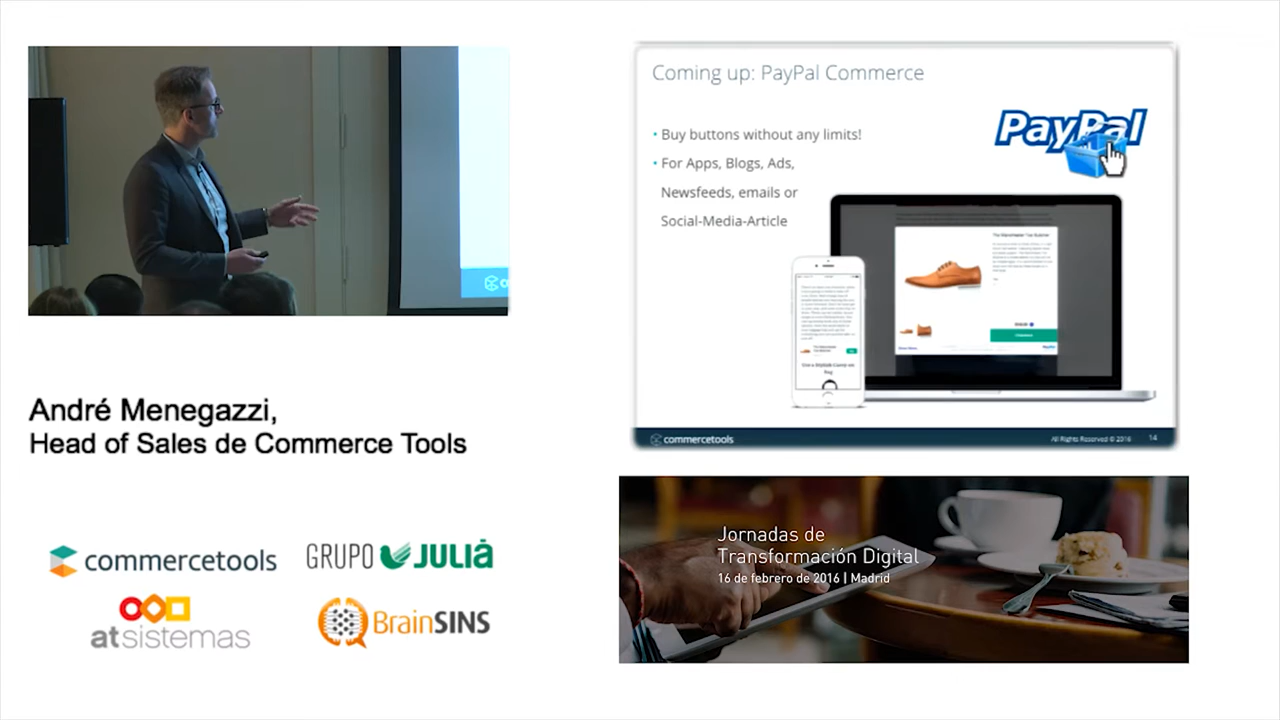 Coming up: PayPal Commerce
PayPal
• Buy buttons without any limits!
• For Apps, Blogs, Ads,
Newsfeeds, emails or
Social-Media-Article
commercetools
All Rights Reserved © 2016
14
André Menegazzi,
Head of Sales de Commerce Tools
commercetools
GRUPO JULIÀ
atsistemas
BrainSINS
Jornadas de
Transformación Digital
16 de febrero de 2016 | Madrid